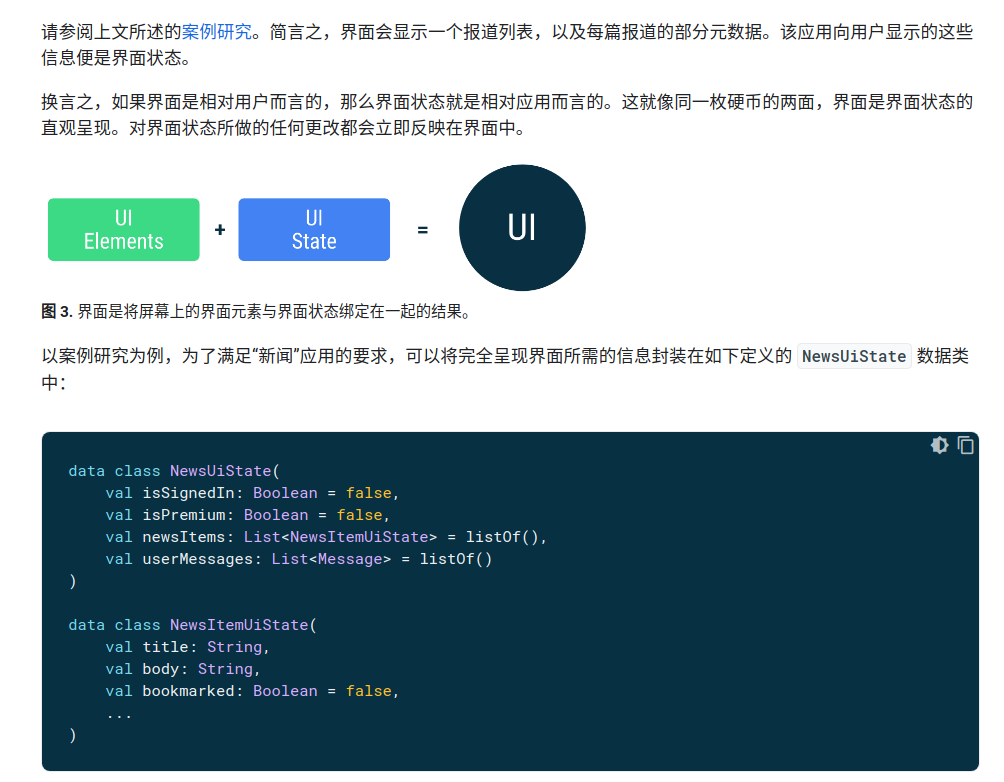 请参阅上文所述的案例研究。简言之，界面会显示一个报道列表，以及每篇报道的部分元数据。该应用向用户显示的这些
信息便是界面状态。
换言之，如果界面是相对用户而言的，那么界面状态就是相对应用而言的。这就像同一枚硬币的两面，界面是界面状态的
直观呈现。对界面状态所做的任何更改都会立即反映在界面中。
UI
Elements
+
UI
State
=
UI
图 3. 界面是将屏幕上的界面元素与界面状态绑定在一起的结果。
以案例研究为例，为了满足“新闻”应用的要求，可以将完全呈现界面所需的信息封装在如下定义的 NewsUiState 数据类
中：
data class NewsUiState(
    val isSignedIn: Boolean = false,
    val isPremium: Boolean = false,
    val newsItems: List<NewsItemUiState> = listOf(),
    val userMessages: List<Message> = listOf()
)
data class NewsItemUiState(
    val title: String,
    val body: String,
    val bookmarked: Boolean = false,
    ...
)